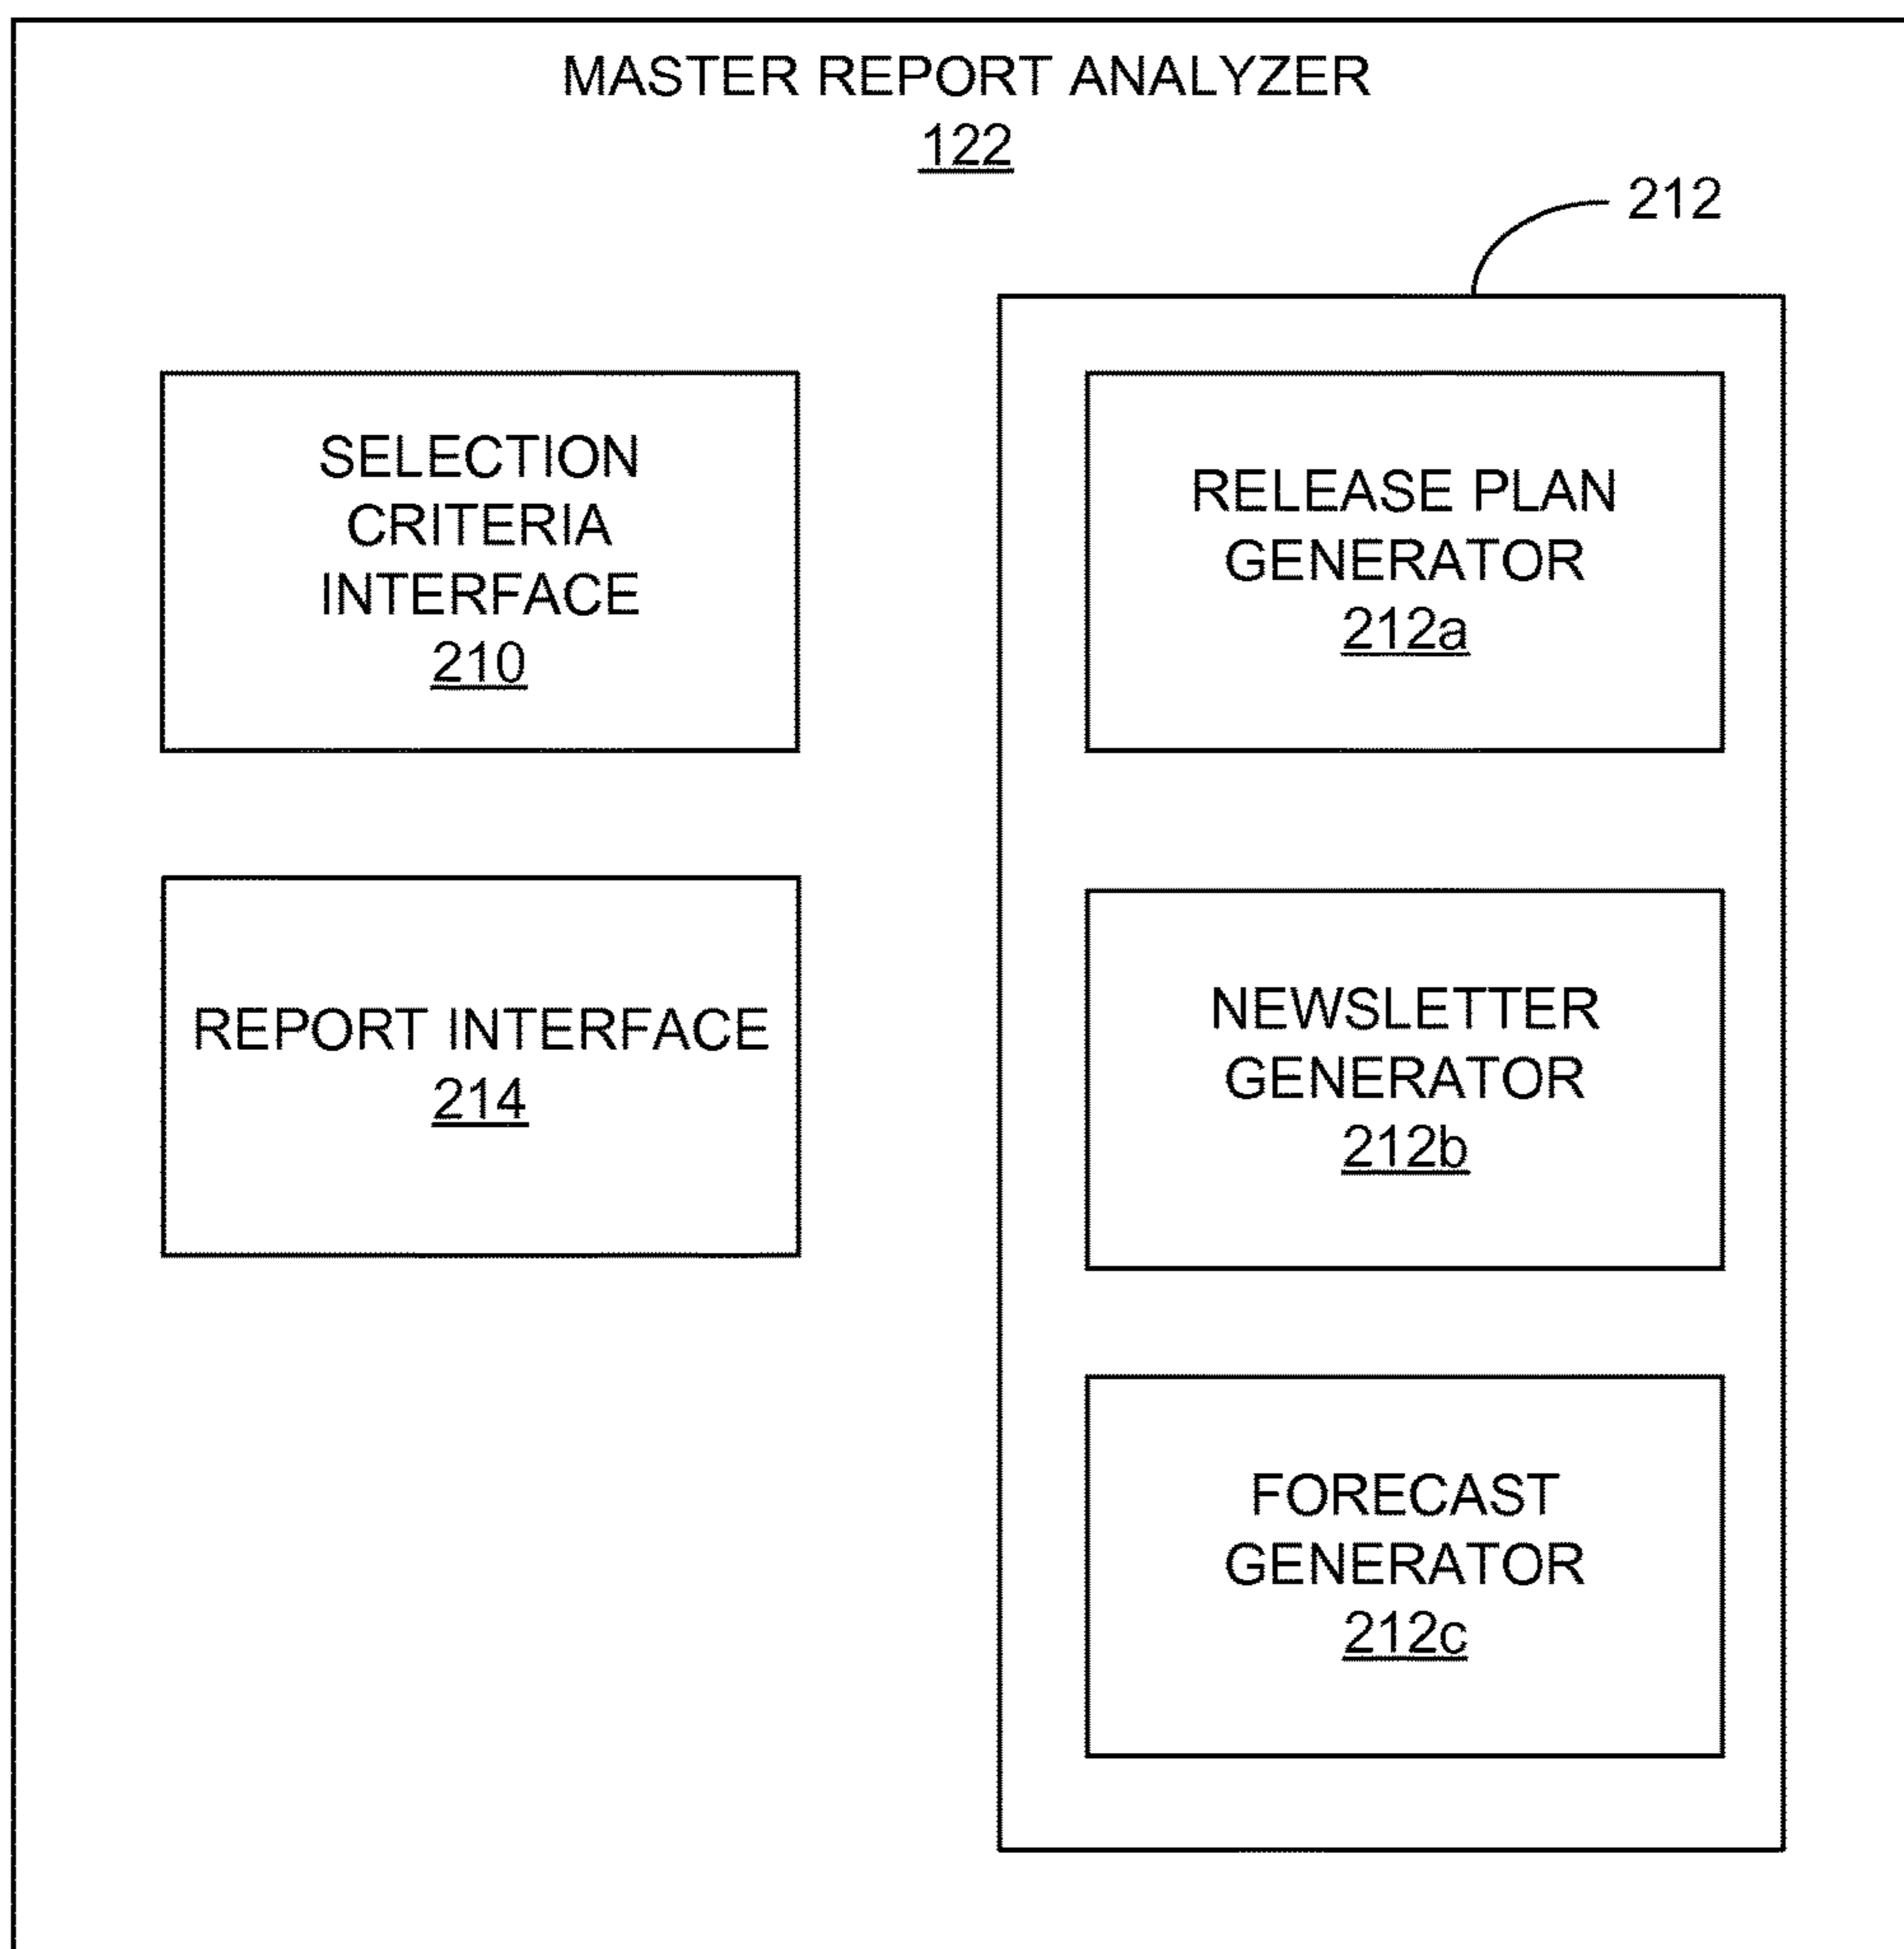 MASTER REPORT ANALYZER
122
212
SELECTION
CRITERIA
INTERFACE
210
RELEASE PLAN
GENERATOR
212a
REPORT INTERFACE
214
NEWSLETTER
GENERATOR
212b
FORECAST
GENERATOR
212c